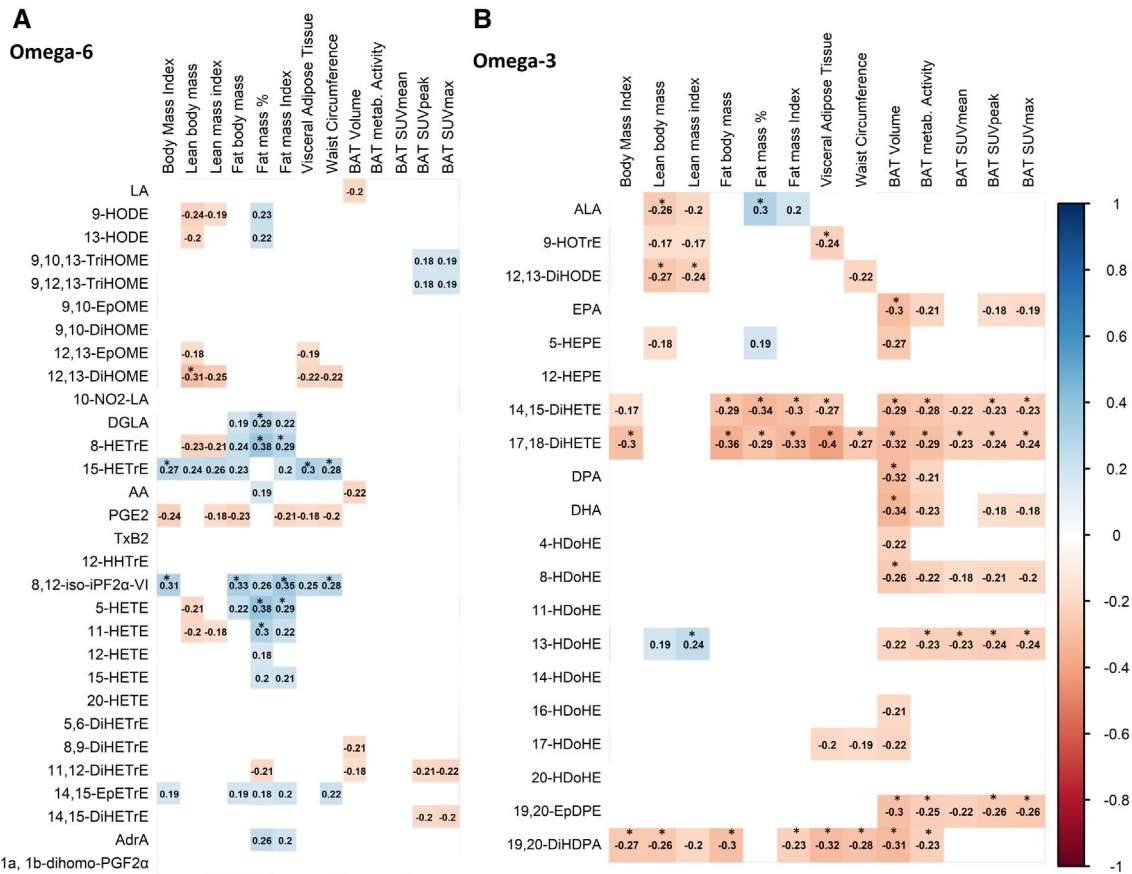 A
Omega-6
Body Mass Index
Lean body mass
Lean mass index
Fat body mass
Fat mass %
Fat mass Index
Visceral Adipose Tissue
Waist Circumference
BAT Volume
BAT metab. Activity
BAT SUVmean
BAT SUVpeak
BAT SUVmax
LA -0.2
9-HODE -0.24 -0.19 0.23
13-HODE -0.2 0.22
9,10,13-TriHOME 0.18 0.19
9,12,13-TriHOME 0.18 0.19
9,10-EpOME
9,10-DiHOME
12,13-EpOME -0.18 -0.19
12,13-DiHOME *-0.31 -0.25 -0.22 -0.22
10-NO2-LA
DGLA 0.19 *0.29 0.22
8-HETrE -0.23 -0.21 0.24 *0.38 *0.29
15-HETrE *0.27 0.24 0.26 0.23 0.2 *0.3 *0.28
AA 0.19 -0.22
PGE2 -0.24 -0.18 -0.23 -0.21 -0.18 -0.2
TxB2
12-HHTrE
8,12-iso-iPF2α-VI *0.31 *0.33 0.26 *0.35 0.25 *0.28
5-HETE -0.21 0.22 *0.38 *0.29
11-HETE -0.2 -0.18 *0.3 0.22
12-HETE 0.18
15-HETE 0.2 0.21
20-HETE
5,6-DiHETrE
8,9-DiHETrE -0.21
11,12-DiHETrE -0.21 -0.18 -0.21 -0.22
14,15-EpETrE 0.19 0.19 0.18 0.2 0.22
14,15-DiHETrE -0.2 -0.2
AdrA 0.26 0.2
1a, 1b-dihomo-PGF2α
B
Omega-3
Body Mass Index
Lean body mass
Lean mass index
Fat body mass
Fat mass %
Fat mass Index
Visceral Adipose Tissue
Waist Circumference
BAT Volume
BAT metab. Activity
BAT SUVmean
BAT SUVpeak
BAT SUVmax
ALA *-0.26 -0.2 *0.3 0.2
9-HOTrE -0.17 -0.17 *-0.24
12,13-DiHODE *-0.27 *-0.24 -0.22
EPA *-0.3 -0.21 -0.18 -0.19
5-HEPE -0.18 0.19 -0.27
12-HEPE
14,15-DiHETE -0.17 *-0.29 *-0.34 *-0.3 *-0.27 *-0.29 *-0.28 -0.22 *-0.23 *-0.23
17,18-DiHETE *-0.3 *-0.36 *-0.29 *-0.33 *-0.4 *-0.27 *-0.32 *-0.29 *-0.23 *-0.24 *-0.24
DPA *-0.32 -0.21
DHA *-0.34 -0.23 -0.18 -0.18
4-HDoHE -0.22
8-HDoHE *-0.26 -0.22 -0.18 -0.21 -0.2
11-HDoHE
13-HDoHE 0.19 *0.24 -0.22 *-0.23 *-0.23 *-0.24 *-0.24
14-HDoHE
16-HDoHE -0.21
17-HDoHE -0.2 -0.19 -0.22
20-HDoHE
19,20-EpDPE *-0.3 *-0.25 -0.22 *-0.26 *-0.26
19,20-DiHDPA *-0.27 *-0.26 -0.2 *-0.3 *-0.23 *-0.32 *-0.28 *-0.31 *-0.23
1
0.8
0.6
0.4
0.2
0
-0.2
-0.4
-0.6
-0.8
-1